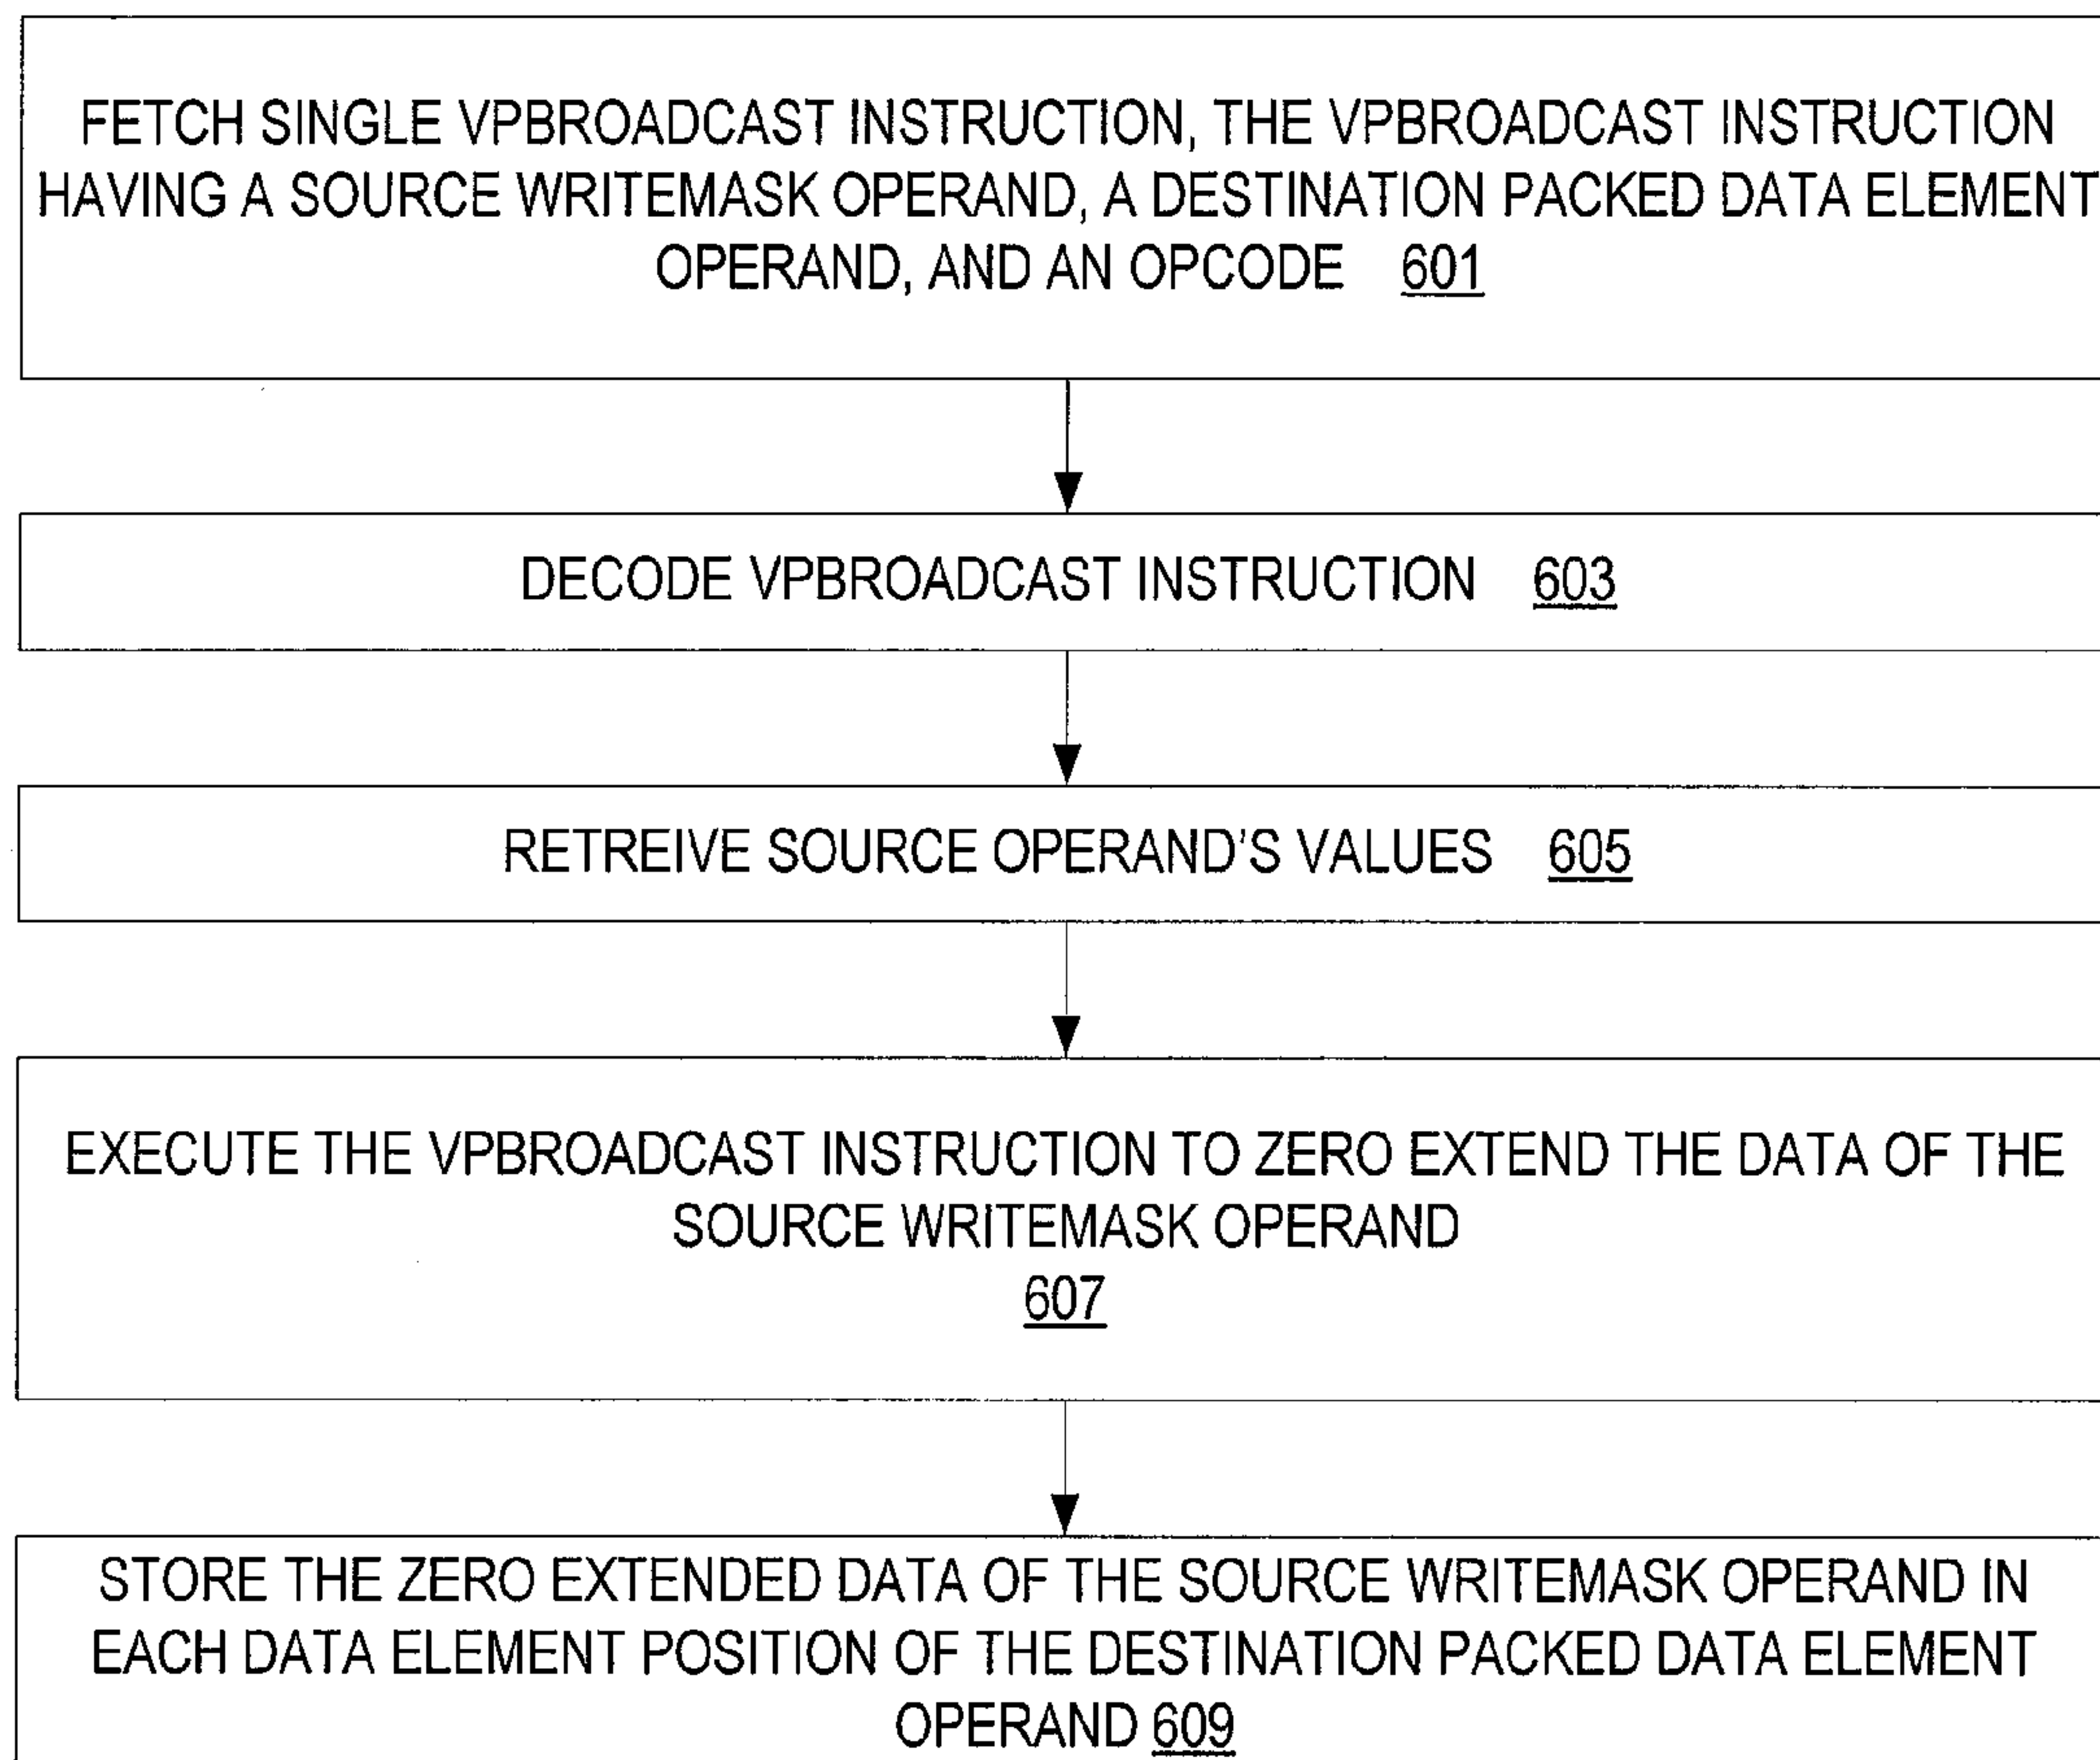 FETCH SINGLE VPBROADCAST INSTRUCTION, THE VPBROADCAST INSTRUCTION
HAVING A SOURCE WRITEMASK OPERAND, A DESTINATION PACKED DATA ELEMENT
OPERAND, AND AN OPCODE 601
DECODE VPBROADCAST INSTRUCTION 603
RETREIVE SOURCE OPERAND'S VALUES 605
EXECUTE THE VPBROADCAST INSTRUCTION TO ZERO EXTEND THE DATA OF THE
SOURCE WRITEMASK OPERAND
607
STORE THE ZERO EXTENDED DATA OF THE SOURCE WRITEMASK OPERAND IN
EACH DATA ELEMENT POSITION OF THE DESTINATION PACKED DATA ELEMENT
OPERAND 609